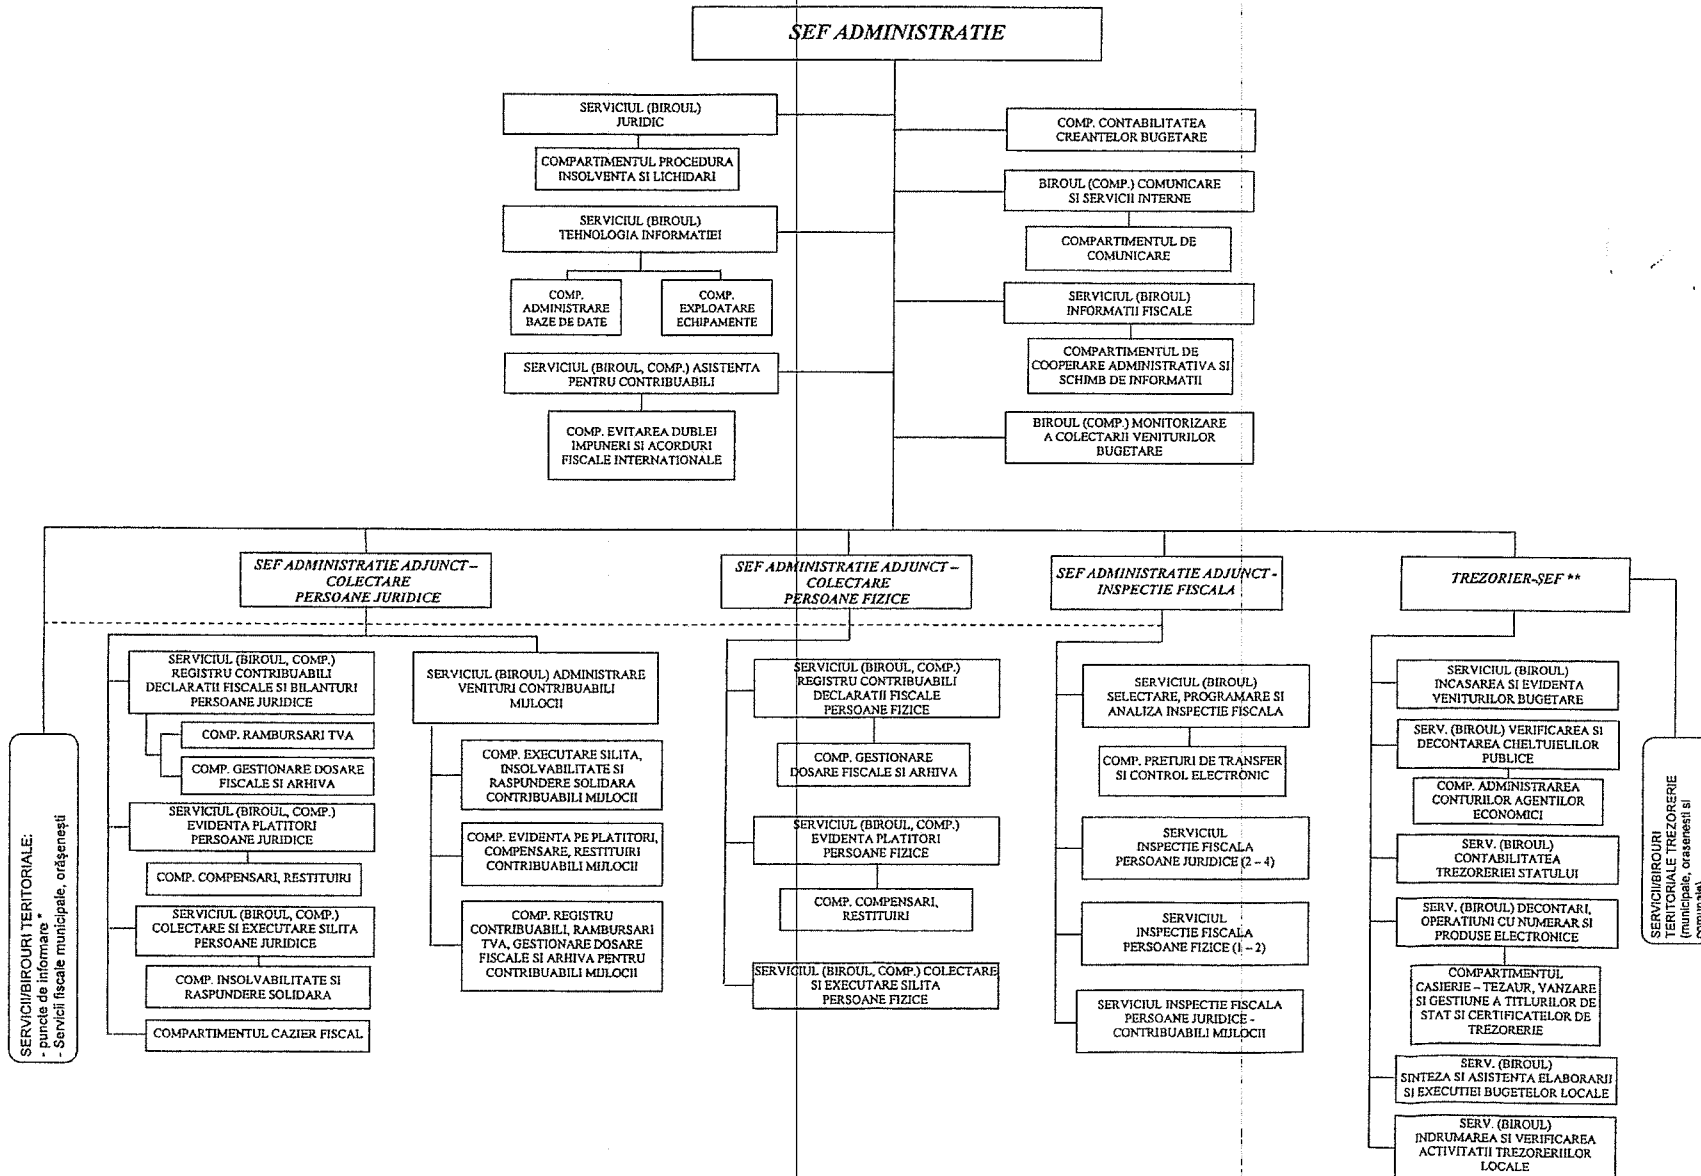 SEF ADMINISTRATIE
SERVICIUL (BIROUL)
JURIDIC
COMPARTIMENTUL PROCEDURA
INSOLVENTA SI LICHIDARI
SERVICIUL (BIROUL)
TEHNOLOGIA INFORMATIEI
COMP.
ADMINISTRARE
BAZE DE DATE
COMP.
EXPLOATARE
ECHIPAMENTE
SERVICIUL (BIROUL, COMP.) ASISTENTA
PENTRU CONTRIBUABILI
COMP. EVITAREA DUBLEI
IMPUNERI SI ACORDURI
FISCALE INTERNATIONALE
COMP. CONTABILITATEA
CREANTELOR BUGETARE
BIROUL (COMP.) COMUNICARE
SI SERVICII INTERNE
COMPARTIMENTUL DE
COMUNICARE
SERVICIUL (BIROUL)
INFORMATII FISCALE
COMPARTIMENTUL DE
COOPERARE ADMINISTRATIVA SI
SCHIMB DE INFORMATII
BIROUL (COMP.) MONITORIZARE
A COLECTARII VENITURILOR
BUGETARE
SERVICII/BIROURI TERITORIALE:
- puncte de informare *
- Servicii fiscale municipale, orășenești
SEF ADMINISTRATIE ADJUNCT –
COLECTARE
PERSOANE JURIDICE
SERVICIUL (BIROUL, COMP.)
REGISTRU CONTRIBUABILI
DECLARATII FISCALE SI BILANTURI
PERSOANE JURIDICE
COMP. RAMBURSARI TVA
COMP. GESTIONARE DOSARE
FISCALE SI ARHIVA
SERVICIUL (BIROUL, COMP.)
EVIDENTA PLATITORI
PERSOANE JURIDICE
COMP. COMPENSARI, RESTITUIRI
SERVICIUL (BIROUL, COMP.)
COLECTARE SI EXECUTARE SILITA
PERSOANE JURIDICE
COMP. INSOLVABILITATE SI
RASPUNDERE SOLIDARA
COMPARTIMENTUL CAZIER FISCAL
SERVICIUL (BIROUL) ADMINISTRARE
VENITURI CONTRIBUABILI
MIJLOCII
COMP. EXECUTARE SILITA,
INSOLVABILITATE SI
RASPUNDERE SOLIDARA
CONTRIBUABILI MIJLOCII
COMP. EVIDENTA PE PLATITORI,
COMPENSARE, RESTITUIRI
CONTRIBUABILI MIJLOCII
COMP. REGISTRU
CONTRIBUABILI, RAMBURSARI
TVA, GESTIONARE DOSARE
FISCALE SI ARHIVA PENTRU
CONTRIBUABILI MIJLOCII
SEF ADMINISTRATIE ADJUNCT –
COLECTARE
PERSOANE FIZICE
SERVICIUL (BIROUL, COMP.)
REGISTRU CONTRIBUABILI
DECLARATII FISCALE
PERSOANE FIZICE
COMP. GESTIONARE
DOSARE FISCALE SI ARHIVA
SERVICIUL (BIROUL, COMP.)
EVIDENTA PLATITORI
PERSOANE FIZICE
COMP. COMPENSARI,
RESTITUIRI
SERVICIUL (BIROUL, COMP.) COLECTARE
SI EXECUTARE SILITA
PERSOANE FIZICE
SEF ADMINISTRATIE ADJUNCT -
INSPECTIE FISCALA
SERVICIUL (BIROUL)
SELECTARE, PROGRAMARE SI
ANALIZA INSPECTIE FISCALA
COMP. PRETURI DE TRANSFER
SI CONTROL ELECTRONIC
SERVICIUL
INSPECTIE FISCALA
PERSOANE JURIDICE (2 – 4)
SERVICIUL
INSPECTIE FISCALA
PERSOANE FIZICE (1 – 2)
SERVICIUL INSPECTIE FISCALA
PERSOANE JURIDICE -
CONTRIBUABILI MIJLOCII
TREZORIER-SEF **
SERVICIUL (BIROUL)
INCASAREA SI EVIDENTA
VENITURILOR BUGETARE
SERV. (BIROUL) VERIFICAREA SI
DECONTAREA CHELTUIELILOR
PUBLICE
COMP. ADMINISTRAREA
CONTURILOR AGENTILOR
ECONOMICI
SERV. (BIROUL)
CONTABILITATEA
TREZORERIEI STATULUI
SERV. (BIROUL) DECONTARI,
OPERATIUNI CU NUMERAR SI
PRODUSE ELECTRONICE
COMPARTIMENTUL
CASIERIE – TEZAUR, VANZARE
SI GESTIUNE A TITLURILOR DE
STAT SI CERTIFICATELOR DE
TREZORERIE
SERV. (BIROUL)
SINTEZA SI ASISTENTA ELABORARII
SI EXECUTIEI BUGETELOR LOCALE
SERV. (BIROUL)
INDRUMAREA SI VERIFICAREA
ACTIVITATII TREZORERIILOR
LOCALE
SERVICII/BIROURI
TERITORIALE TREZORERIE
(municipale, orasenesti si
comunale)